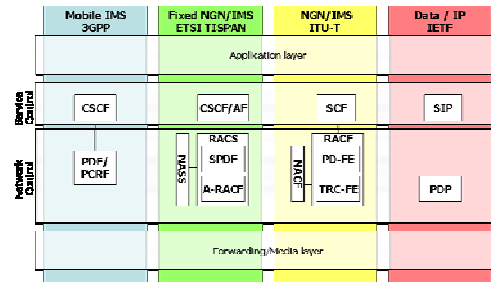 Mobile IMS
3GPP
Fixed NGN/IMS
ETSI TISPAN
NGN/IMS
ITU-T
Data / IP
IETF
Application layer
Service
Control
CSCF
CSCF/AF
SCF
SIP
Network
Control
PDF/
PCRF
NASS
RACS
SPDF
A-RACF
NACF
RACF
PD-FE
TRC-FE
PDP
Forwarding/Media layer